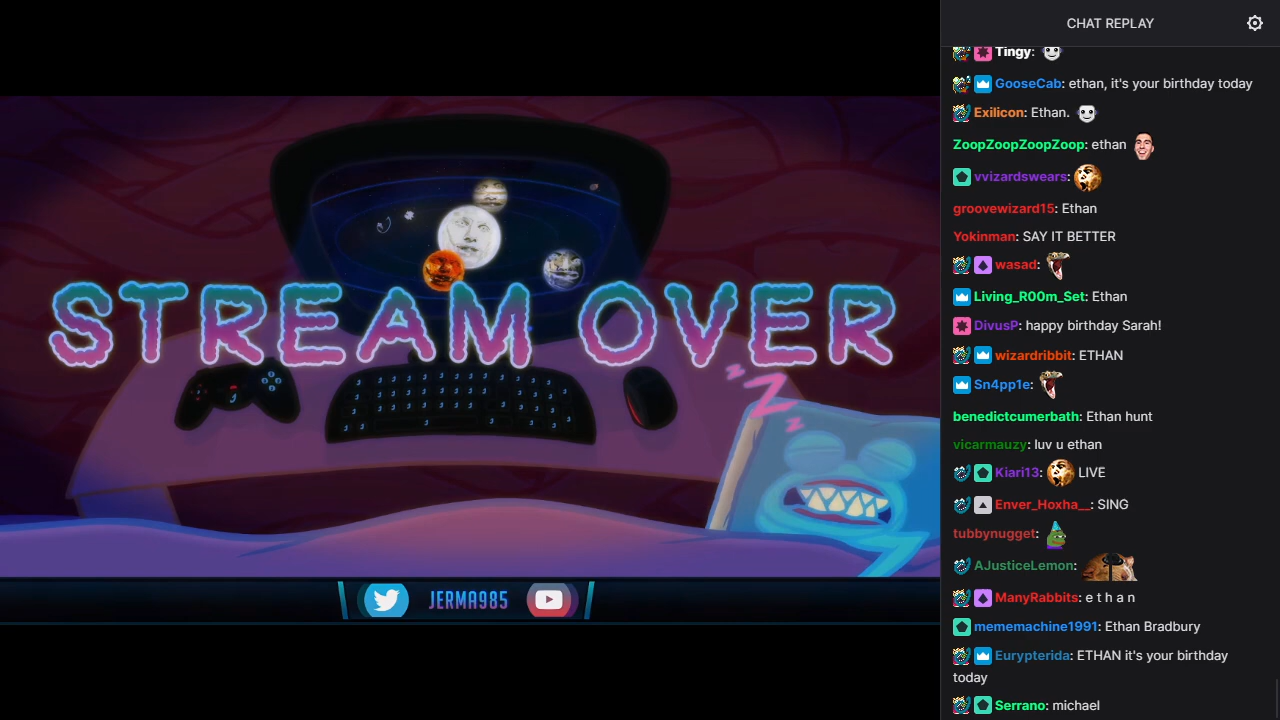 CHAT REPLAY
Tingy:
GooseCab: ethan, it's your birthday today
Exilicon: Ethan.
ZoopZoopZoopZoop: ethan
vvizardswears:
groovewizard15: Ethan
Yokinman: SAY IT BETTER
wasad:
Living_R00m_Set: Ethan
DivusP: happy birthday Sarah!
wizardribbit: ETHAN
Sn4pp1e:
benedictcumerbath: Ethan hunt
vicarmauzy: luv u ethan
Kiari13: LIVE
Enver_Hoxha__: SING
tubbynugget:
AJusticeLemon:
ManyRabbits: e t h a n
mememachine1991: Ethan Bradbury
Eurypterida: ETHAN it's your birthday
today
Serrano: michael
STREAM OVER
z
Z
z
JERMA985